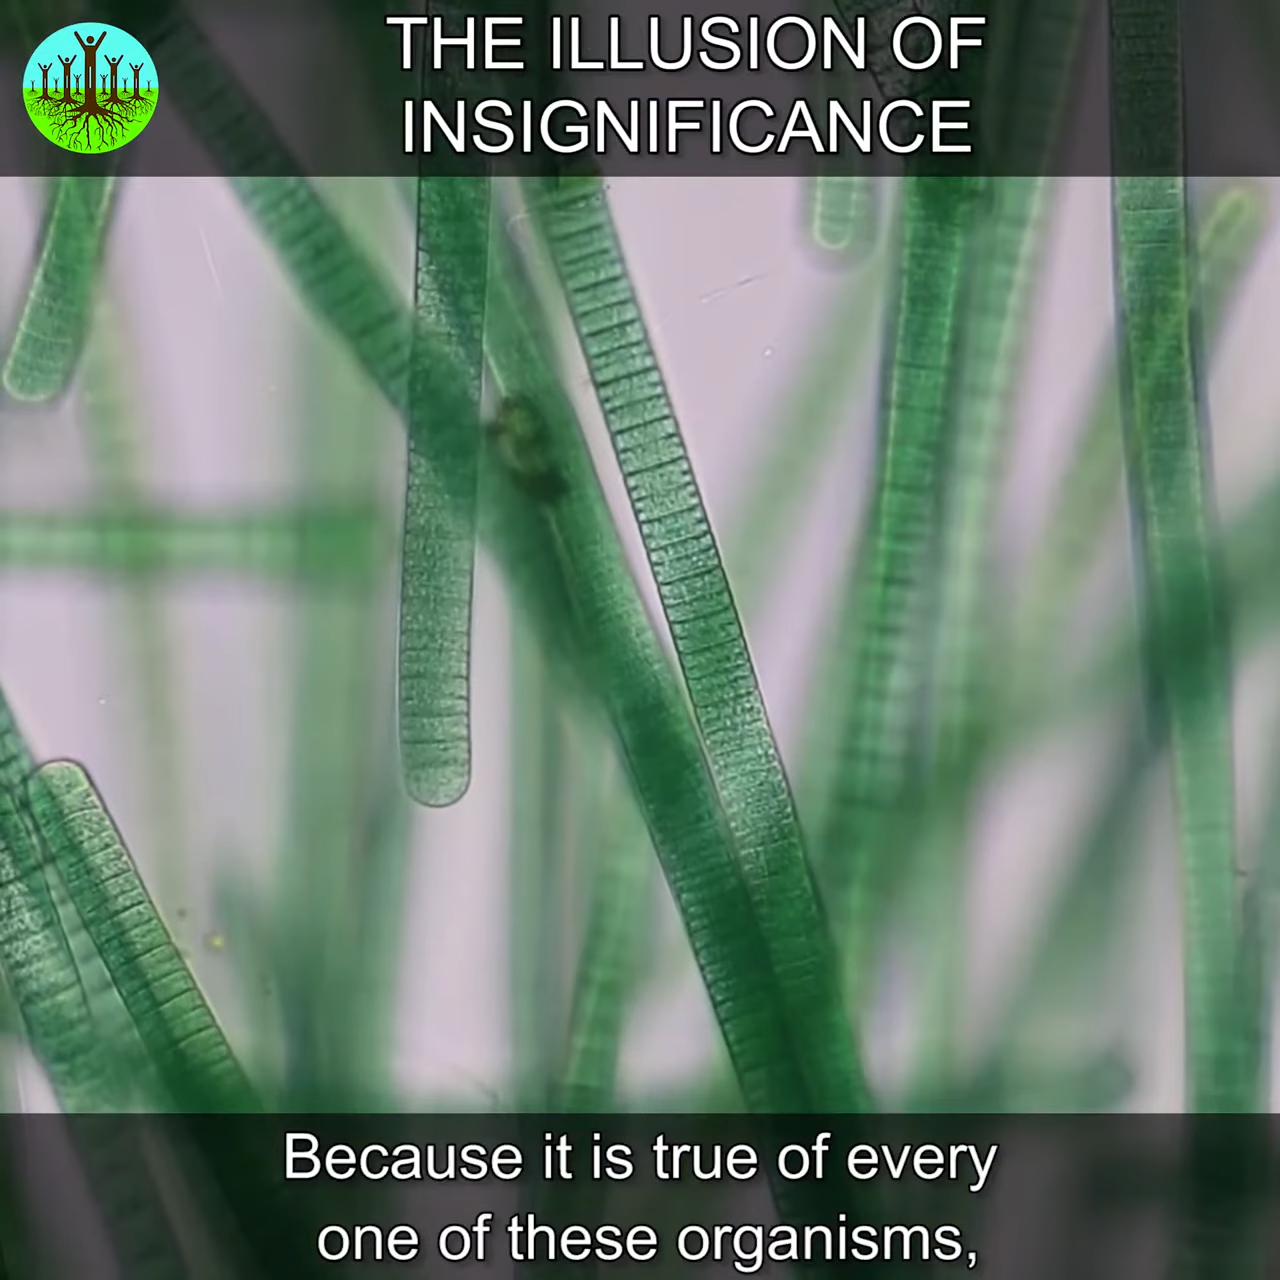 THE ILLUSION OF
INSIGNIFICANCE
Because it is true of every
one of these organisms,